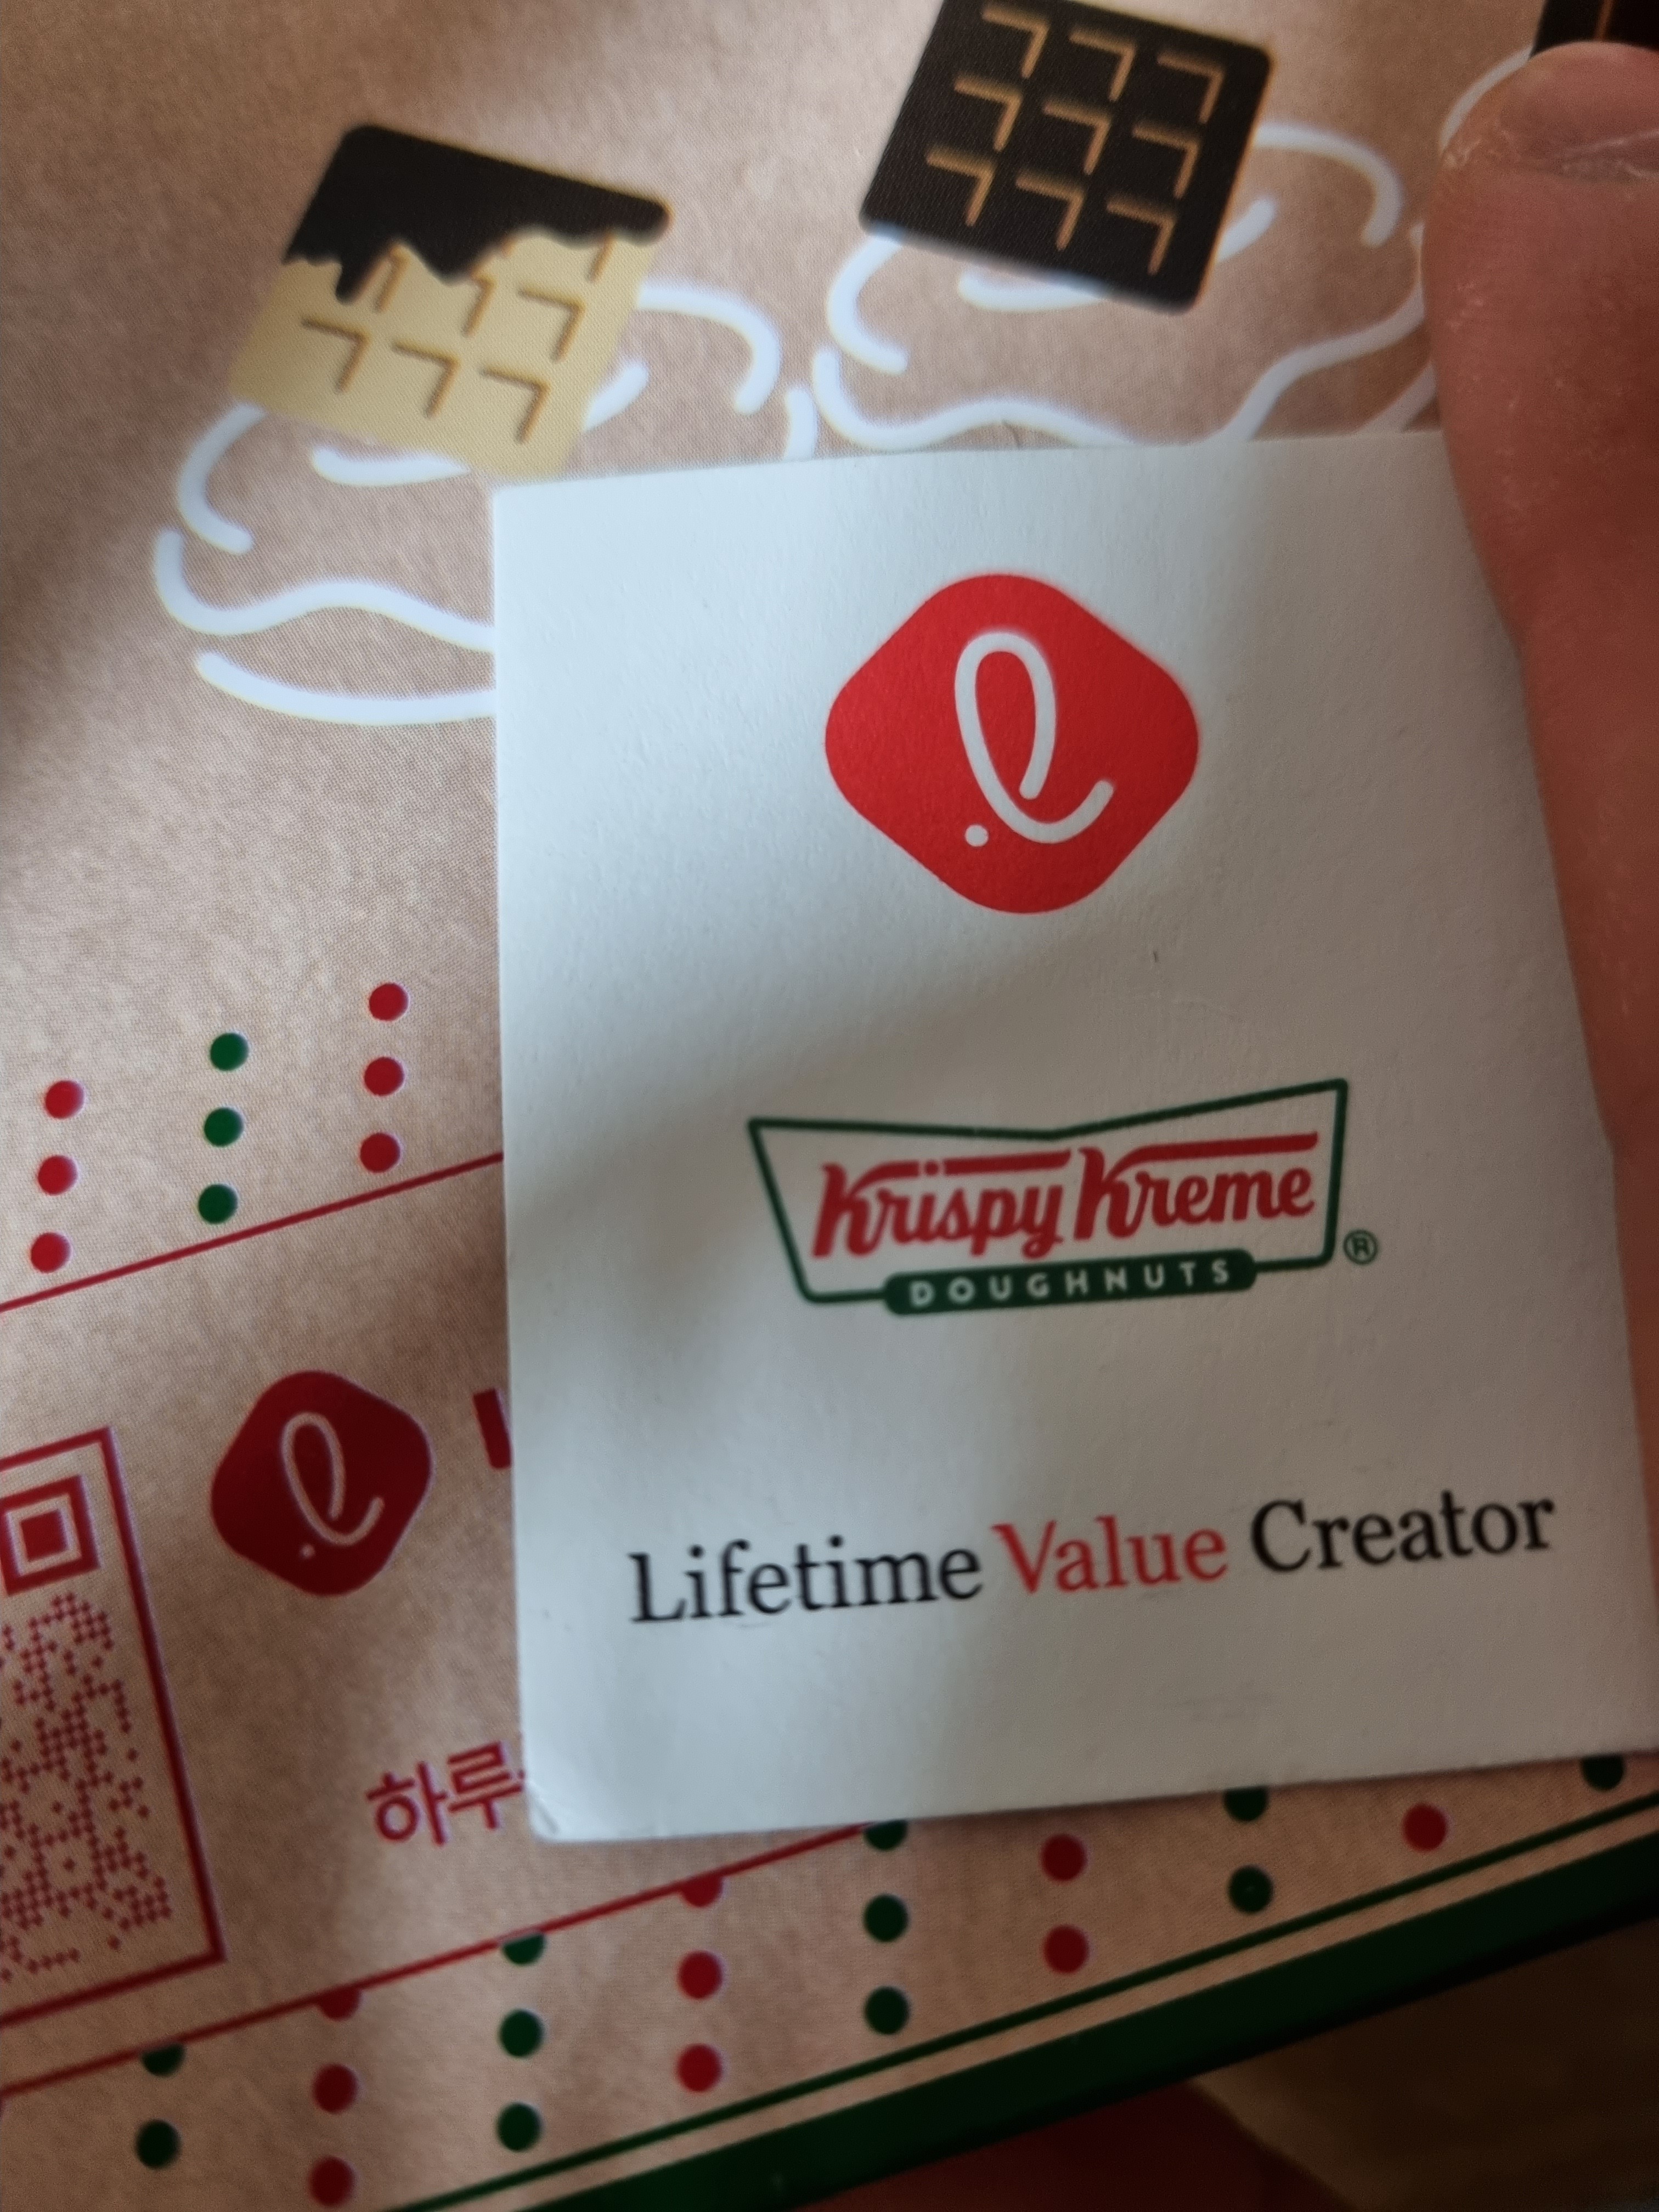 Krispy Kreme
DOUGHNUTS
®
Lifetime Value Creator
하루